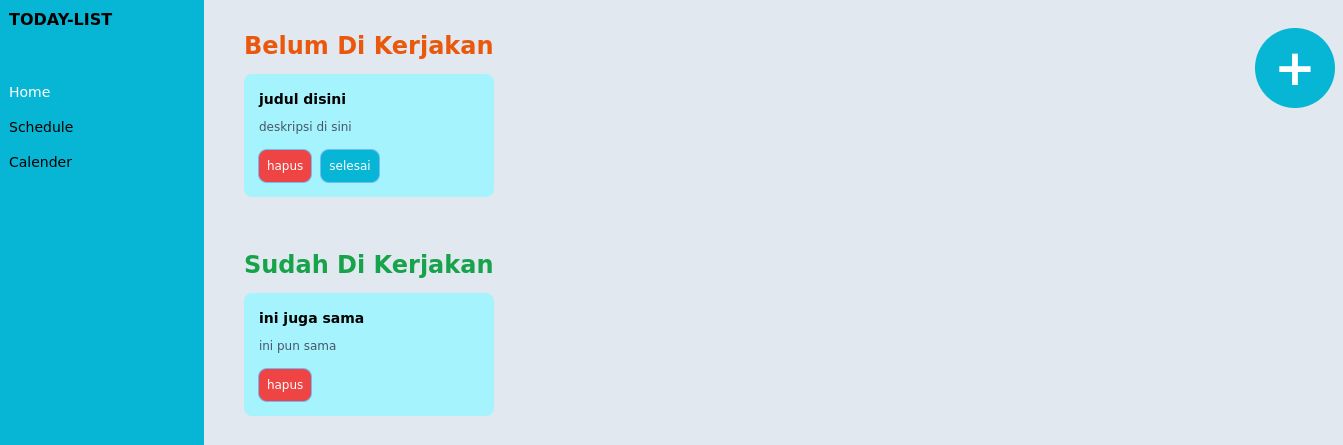 TODAY-LIST
Home
Schedule
Calender
Belum Di Kerjakan
judul disini
deskripsi di sini
hapus selesai
Sudah Di Kerjakan
ini juga sama
ini pun sama
hapus
+